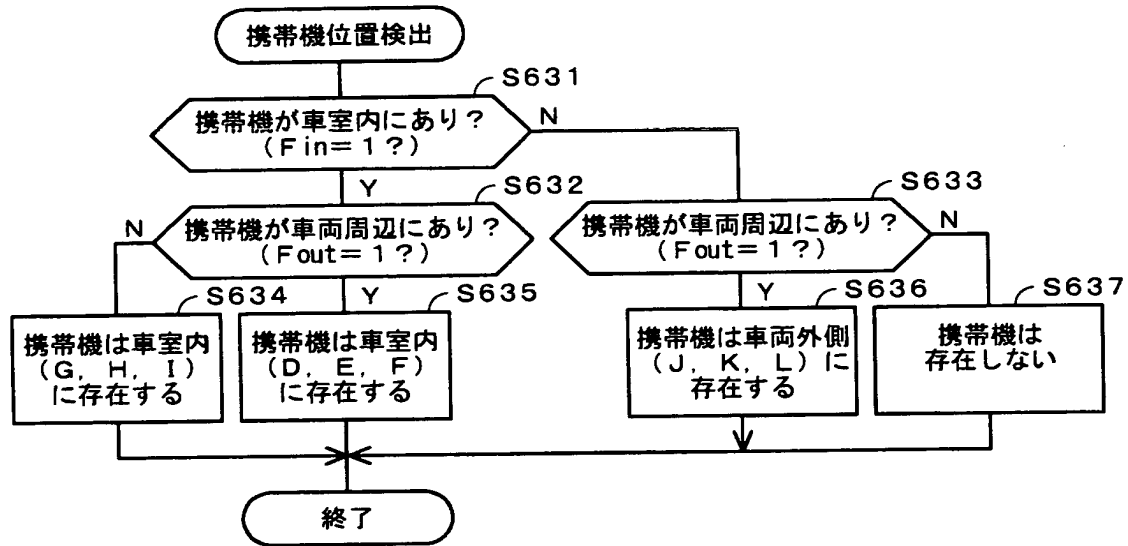 携帯機位置検出
S631
携帯機が車室内にあり？
（Fin＝1？）
N
Y
S632
携帯機が車両周辺にあり？
（Fout＝1？）
N
Y
S633
携帯機が車両周辺にあり？
（Fout＝1？）
N
Y
S634
携帯機は車室内
（G，H，I）
に存在する
S635
携帯機は車室内
（D，E，F）
に存在する
S636
携帯機は車両外側
（J，K，L）に
存在する
S637
携帯機は
存在しない
終了